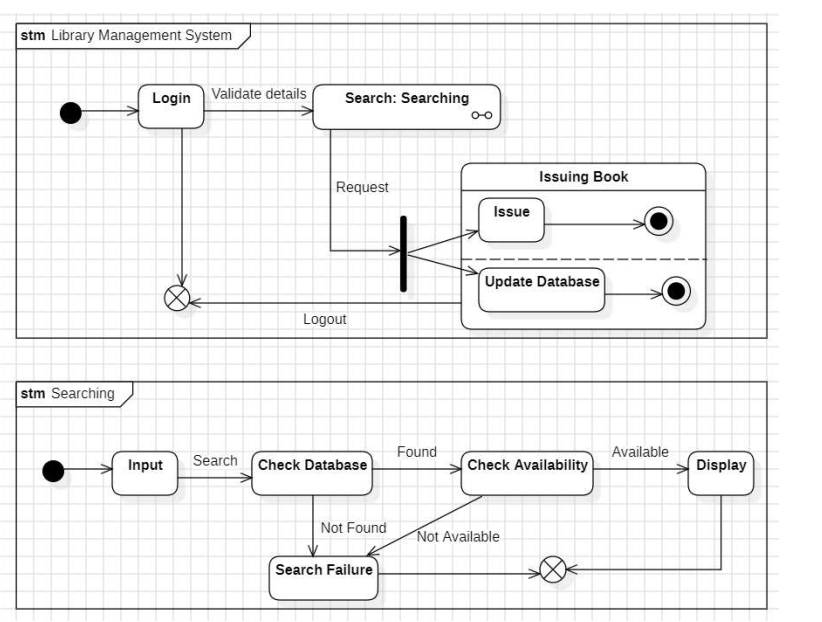 stm Library Management System
Login
Validate details
Search: Searching
Request
Issuing Book
Issue
Update Database
Logout
stm Searching
Input
Search
Check Database
Found
Check Availability
Available
Display
Not Found
Not Available
Search Failure